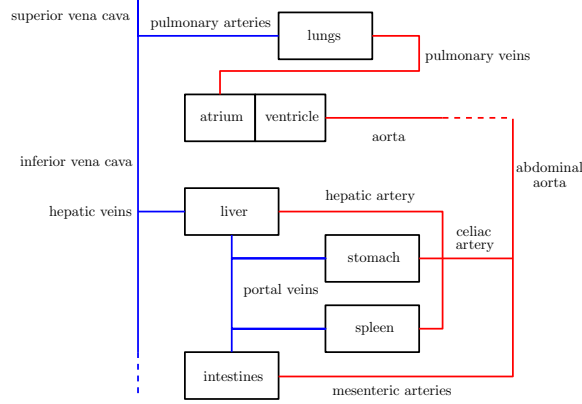 superior vena cava
pulmonary arteries
lungs
pulmonary veins
atrium
ventricle
aorta
inferior vena cava
abdominal
aorta
hepatic veins
liver
hepatic artery
celiac
artery
stomach
portal veins
spleen
intestines
mesenteric arteries